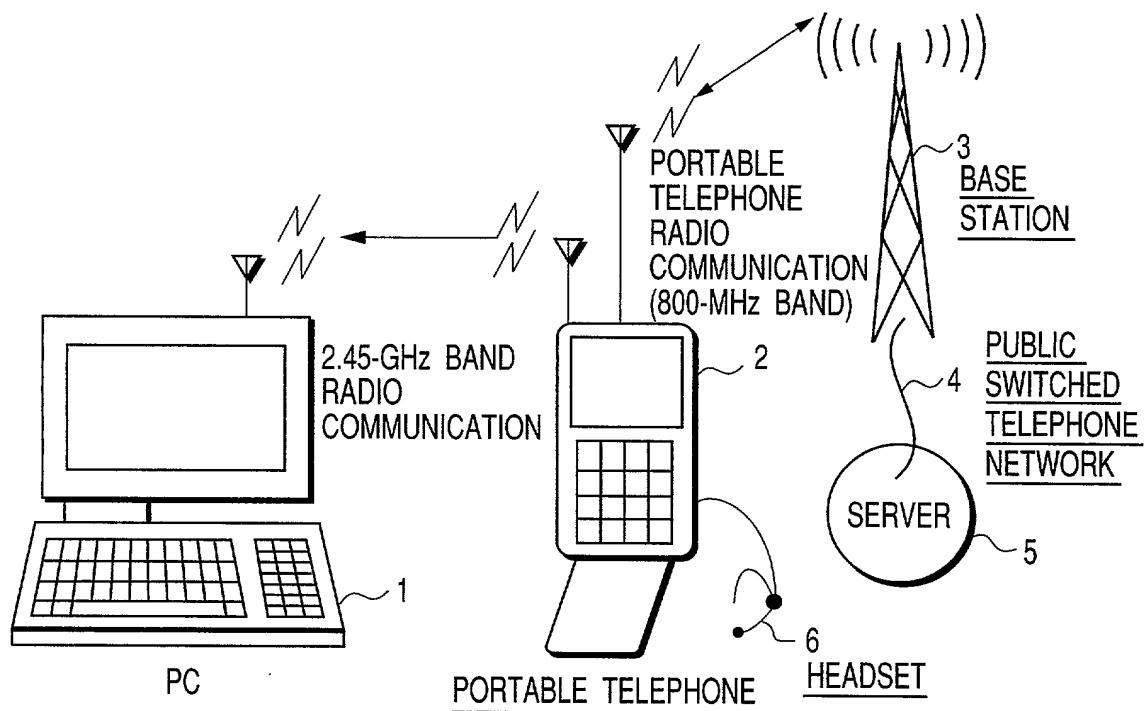 3
BASE
STATION
PORTABLE
TELEPHONE
RADIO
COMMUNICATION
(800-MHz BAND)
2.45-GHz BAND
RADIO
COMMUNICATION
2
4
PUBLIC
SWITCHED
TELEPHONE
NETWORK
SERVER
5
1
6
HEADSET
PC
PORTABLE TELEPHONE